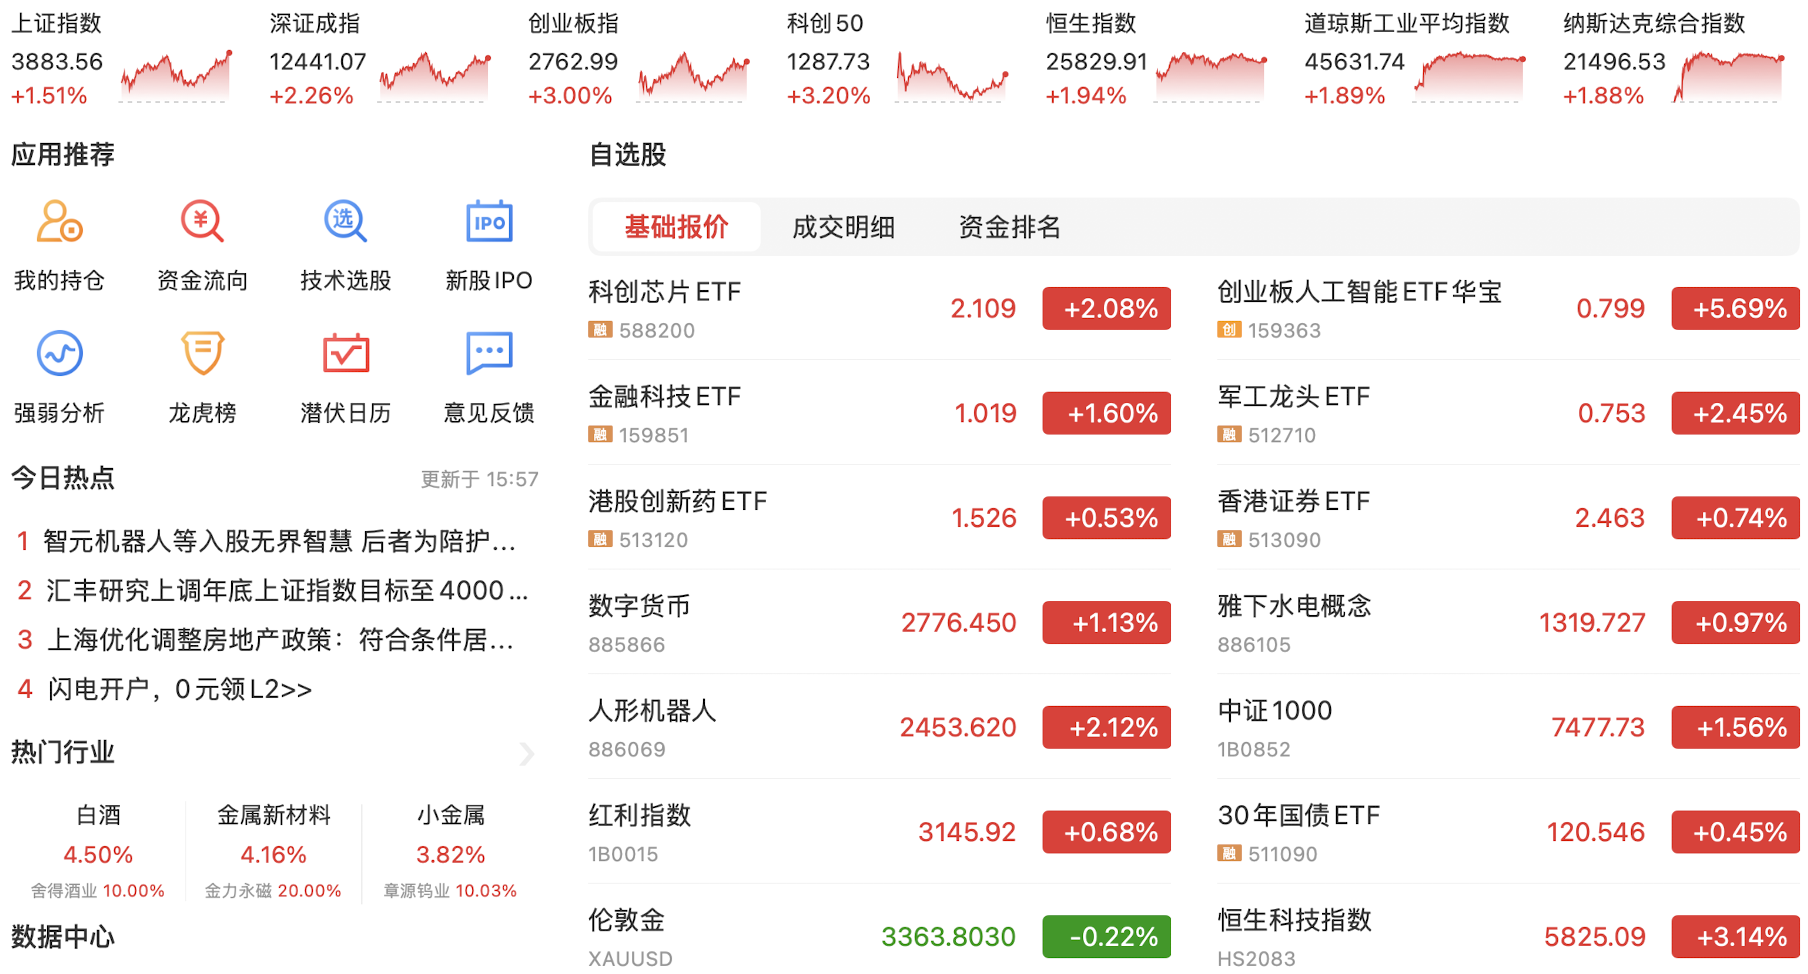 上证指数
3883.56
+1.51%
深证成指
12441.07
+2.26%
创业板指
2762.99
+3.00%
科创50
1287.73
+3.20%
恒生指数
25829.91
+1.94%
道琼斯工业平均指数
45631.74
+1.89%
纳斯达克综合指数
21496.53
+1.88%
应用推荐
我的持仓
¥
资金流向
选
技术选股
IPO
新股IPO
强弱分析
龙虎榜
潜伏日历
意见反馈
今日热点
更新于 15:57
1 智元机器人等入股无界智慧 后者为陪护...
2 汇丰研究上调年底上证指数目标至4000...
3 上海优化调整房地产政策：符合条件居...
4 闪电开户，0元领L2>>
热门行业
白酒
4.50%
舍得酒业 10.00%
金属新材料
4.16%
金力永磁 20.00%
小金属
3.82%
章源钨业 10.03%
数据中心
自选股
基础报价 成交明细 资金排名
科创芯片ETF
融 588200
2.109 +2.08%
创业板人工智能ETF华宝
创 159363
0.799 +5.69%
金融科技ETF
融 159851
1.019 +1.60%
军工龙头ETF
融 512710
0.753 +2.45%
港股创新药ETF
融 513120
1.526 +0.53%
香港证券ETF
融 513090
2.463 +0.74%
数字货币
885866
2776.450 +1.13%
雅下水电概念
886105
1319.727 +0.97%
人形机器人
886069
2453.620 +2.12%
中证1000
1B0852
7477.73 +1.56%
红利指数
1B0015
3145.92 +0.68%
30年国债ETF
融 511090
120.546 +0.45%
伦敦金
XAUUSD
3363.8030 -0.22%
恒生科技指数
HS2083
5825.09 +3.14%